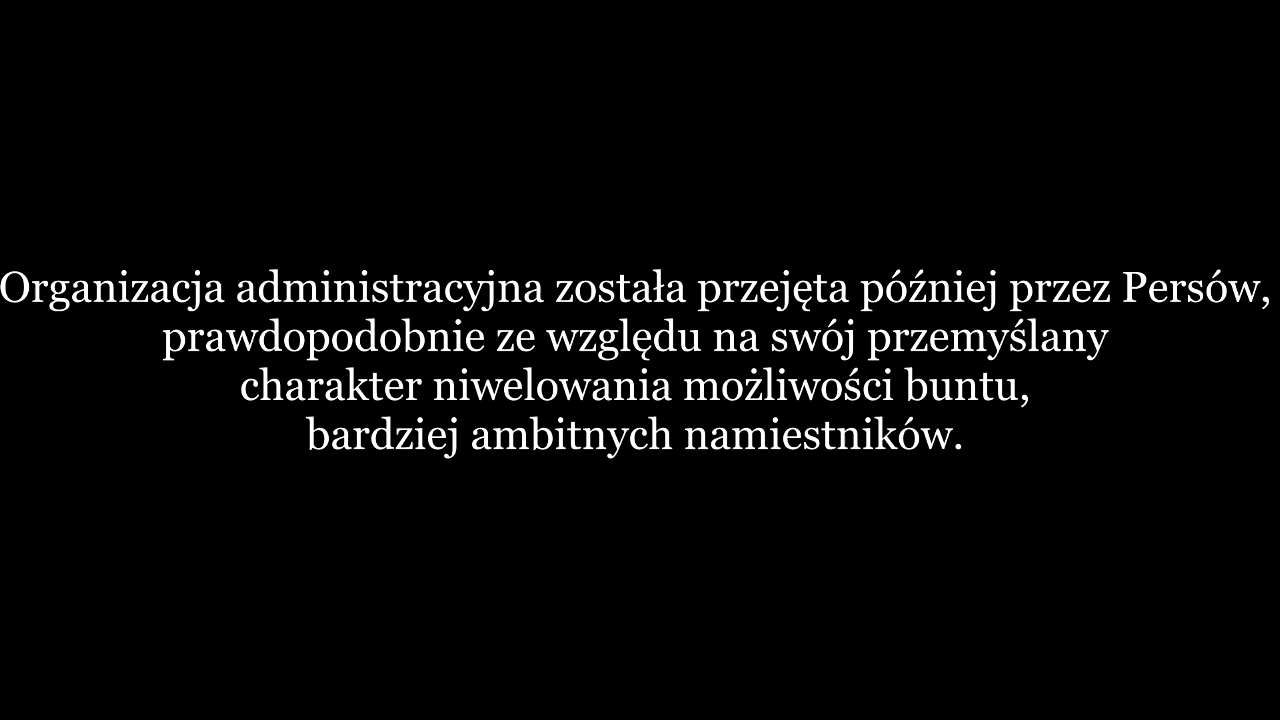 Organizacja administracyjna została przejęta później przez Persów,
prawdopodobnie ze względu na swój przemyślany
charakter niwelowania możliwości buntu,
bardziej ambitnych namiestników.